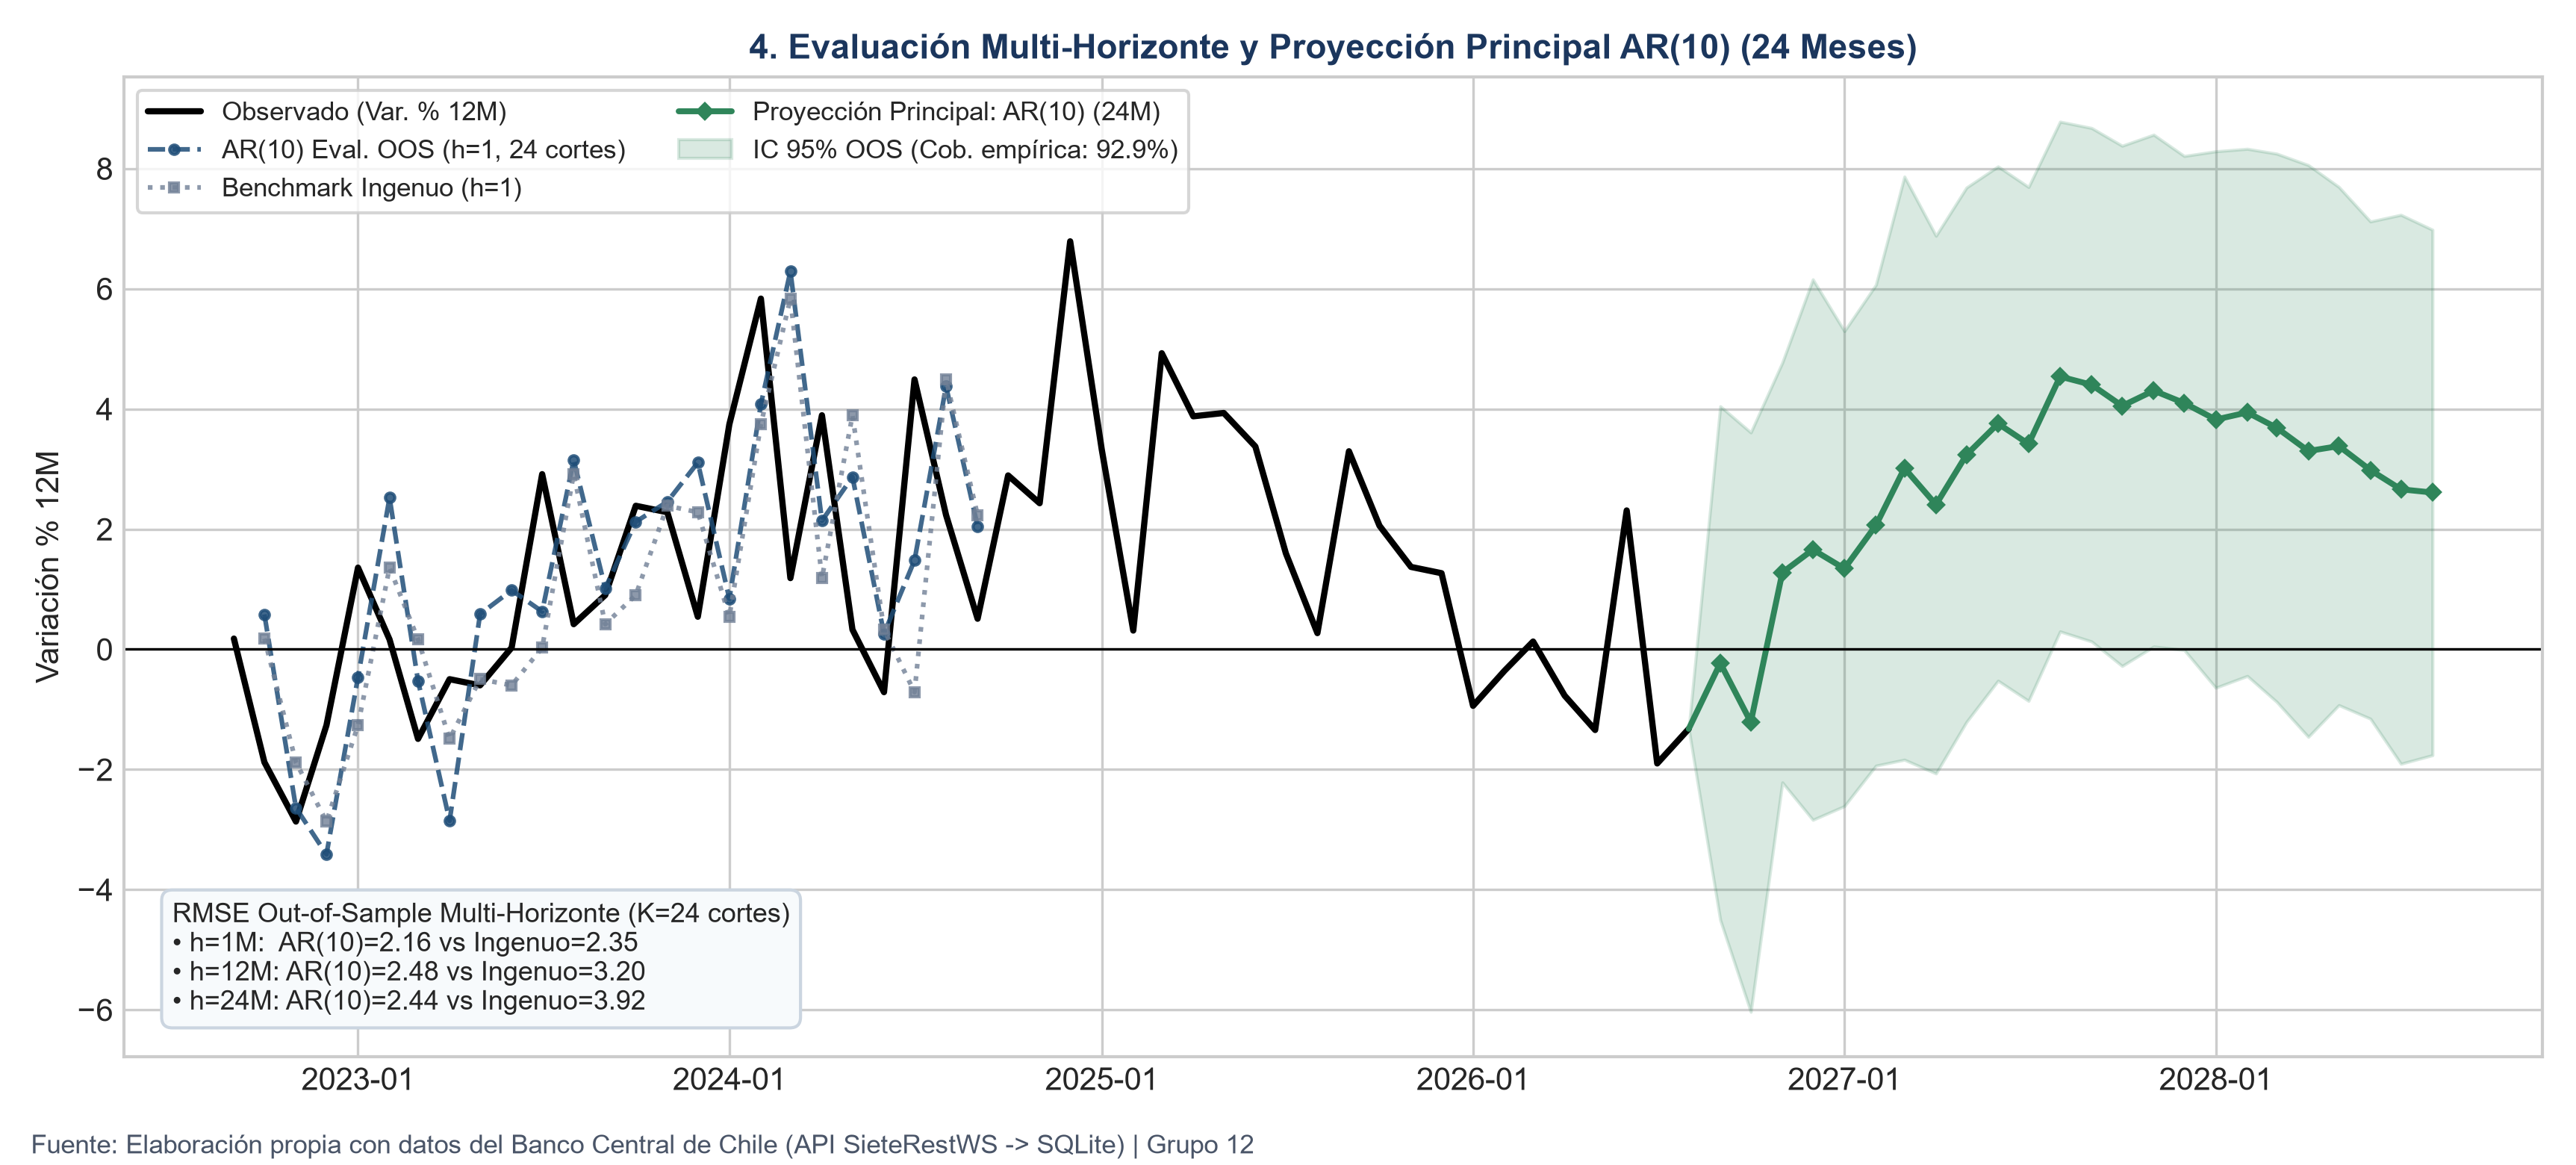 4. Evaluación Multi-Horizonte y Proyección Principal AR(10) (24 Meses)
Observado (Var. % 12M)
AR(10) Eval. OOS (h=1, 24 cortes)
Benchmark Ingenuo (h=1)
Proyección Principal: AR(10) (24M)
IC 95% OOS (Cob. empírica: 92.9%)
Variación % 12M
8
6
4
2
0
−2
−4
−6
RMSE Out-of-Sample Multi-Horizonte (K=24 cortes)
• h=1M: AR(10)=2.16 vs Ingenuo=2.35
• h=12M: AR(10)=2.48 vs Ingenuo=3.20
• h=24M: AR(10)=2.44 vs Ingenuo=3.92
2023-01
2024-01
2025-01
2026-01
2027-01
2028-01
Fuente: Elaboración propia con datos del Banco Central de Chile (API SieteRestWS -> SQLite) | Grupo 12